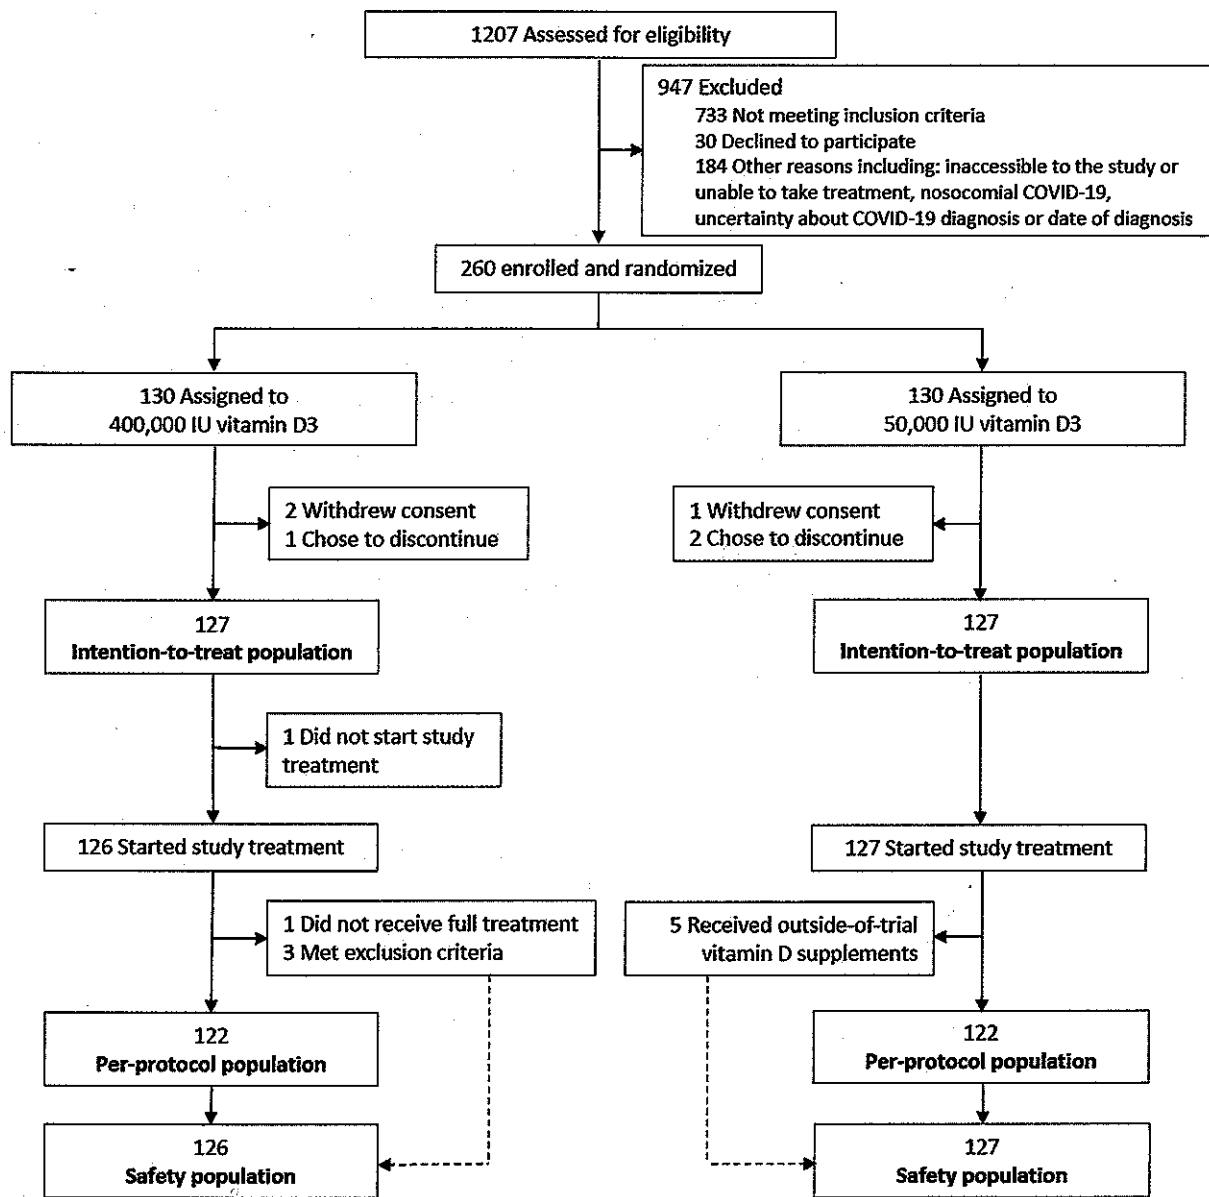 1207 Assessed for eligibility
947 Excluded
733 Not meeting inclusion criteria
30 Declined to participate
184 Other reasons including: inaccessible to the study or
unable to take treatment, nosocomial COVID-19,
uncertainty about COVID-19 diagnosis or date of diagnosis
260 enrolled and randomized
130 Assigned to
400,000 IU vitamin D3
130 Assigned to
50,000 IU vitamin D3
2 Withdrew consent
1 Chose to discontinue
1 Withdrew consent
2 Chose to discontinue
127
Intention-to-treat population
127
Intention-to-treat population
1 Did not start study
treatment
126 Started study treatment
127 Started study treatment
1 Did not receive full treatment
3 Met exclusion criteria
5 Received outside-of-trial
vitamin D supplements
122
Per-protocol population
122
Per-protocol population
126
Safety population
127
Safety population